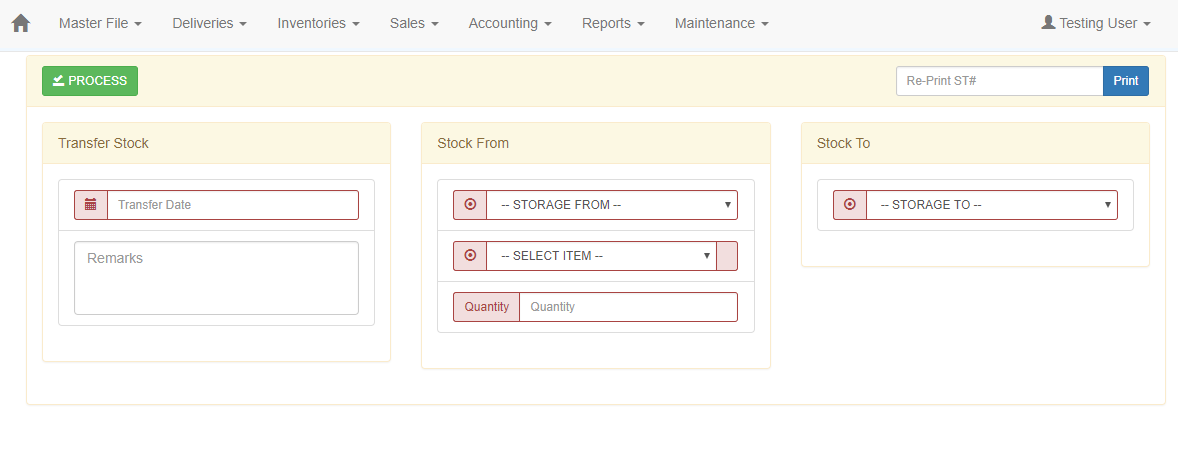 Master File Deliveries Inventories Sales Accounting Reports Maintenance Testing User
PROCESS Re-Print ST# Print
Transfer Stock
Transfer Date
Remarks
Stock From
-- STORAGE FROM --
-- SELECT ITEM --
Quantity Quantity
Stock To
-- STORAGE TO --